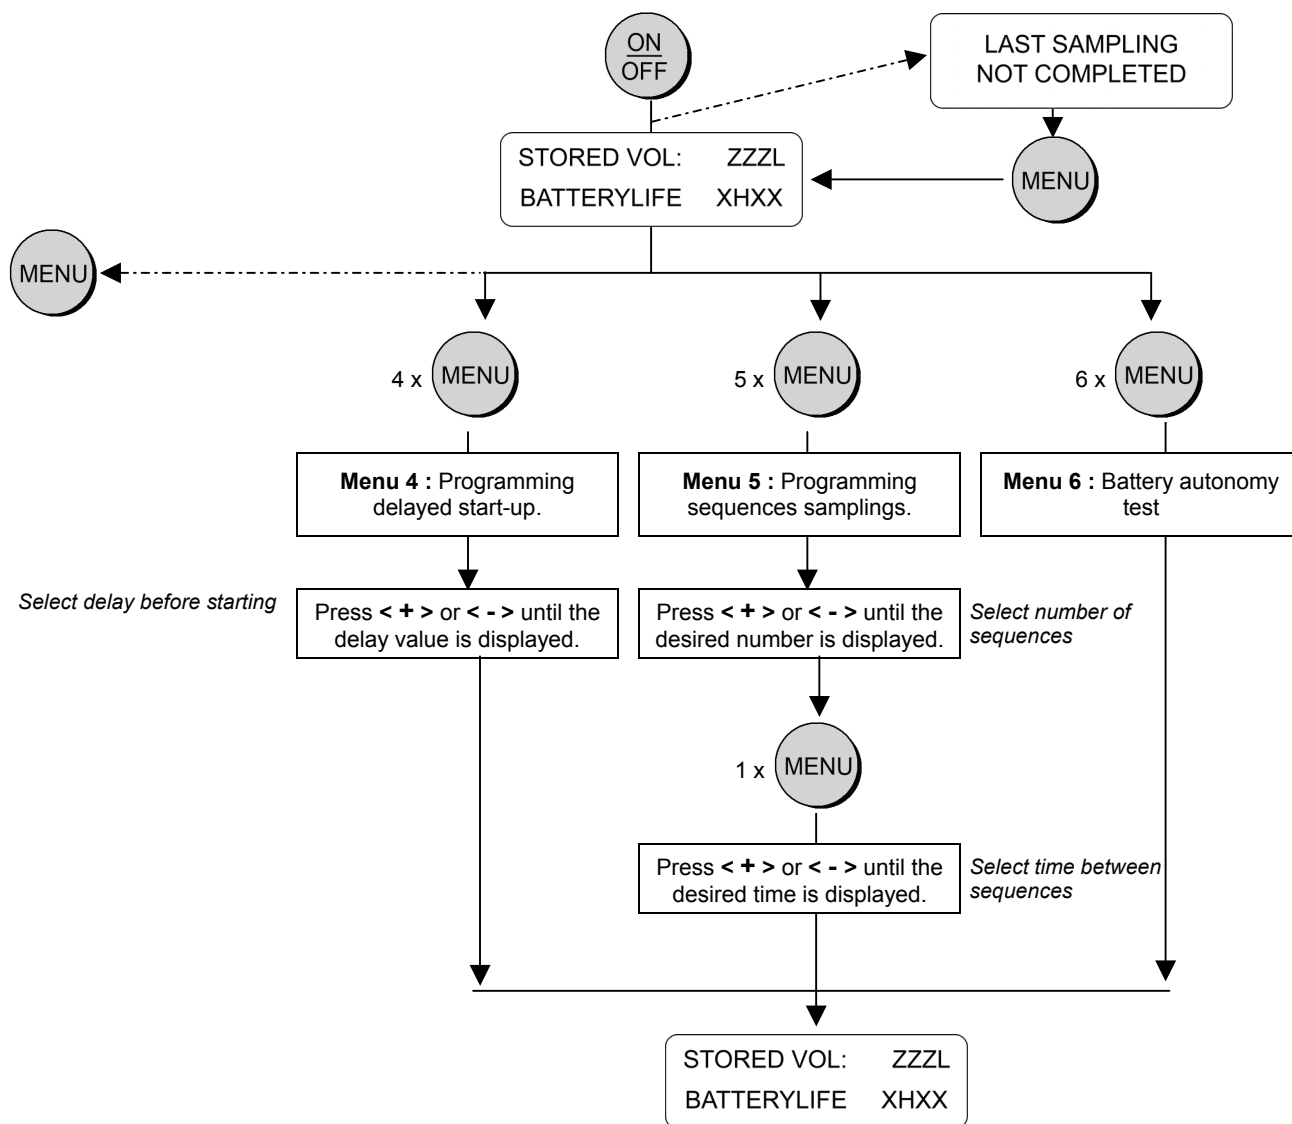 ON
OFF
LAST SAMPLING
NOT COMPLETED
STORED VOL: ZZZL
BATTERYLIFE XHXX
MENU
MENU
4 x MENU
5 x MENU
6 x MENU
Menu 4 : Programming
delayed start-up.
Menu 5 : Programming
sequences samplings.
Menu 6 : Battery autonomy
test
Select delay before starting
Press < + > or < - > until the
delay value is displayed.
Press < + > or < - > until the
desired number is displayed.
Select number of
sequences
1 x MENU
Press < + > or < - > until the
desired time is displayed.
Select time between
sequences
STORED VOL: ZZZL
BATTERYLIFE XHXX